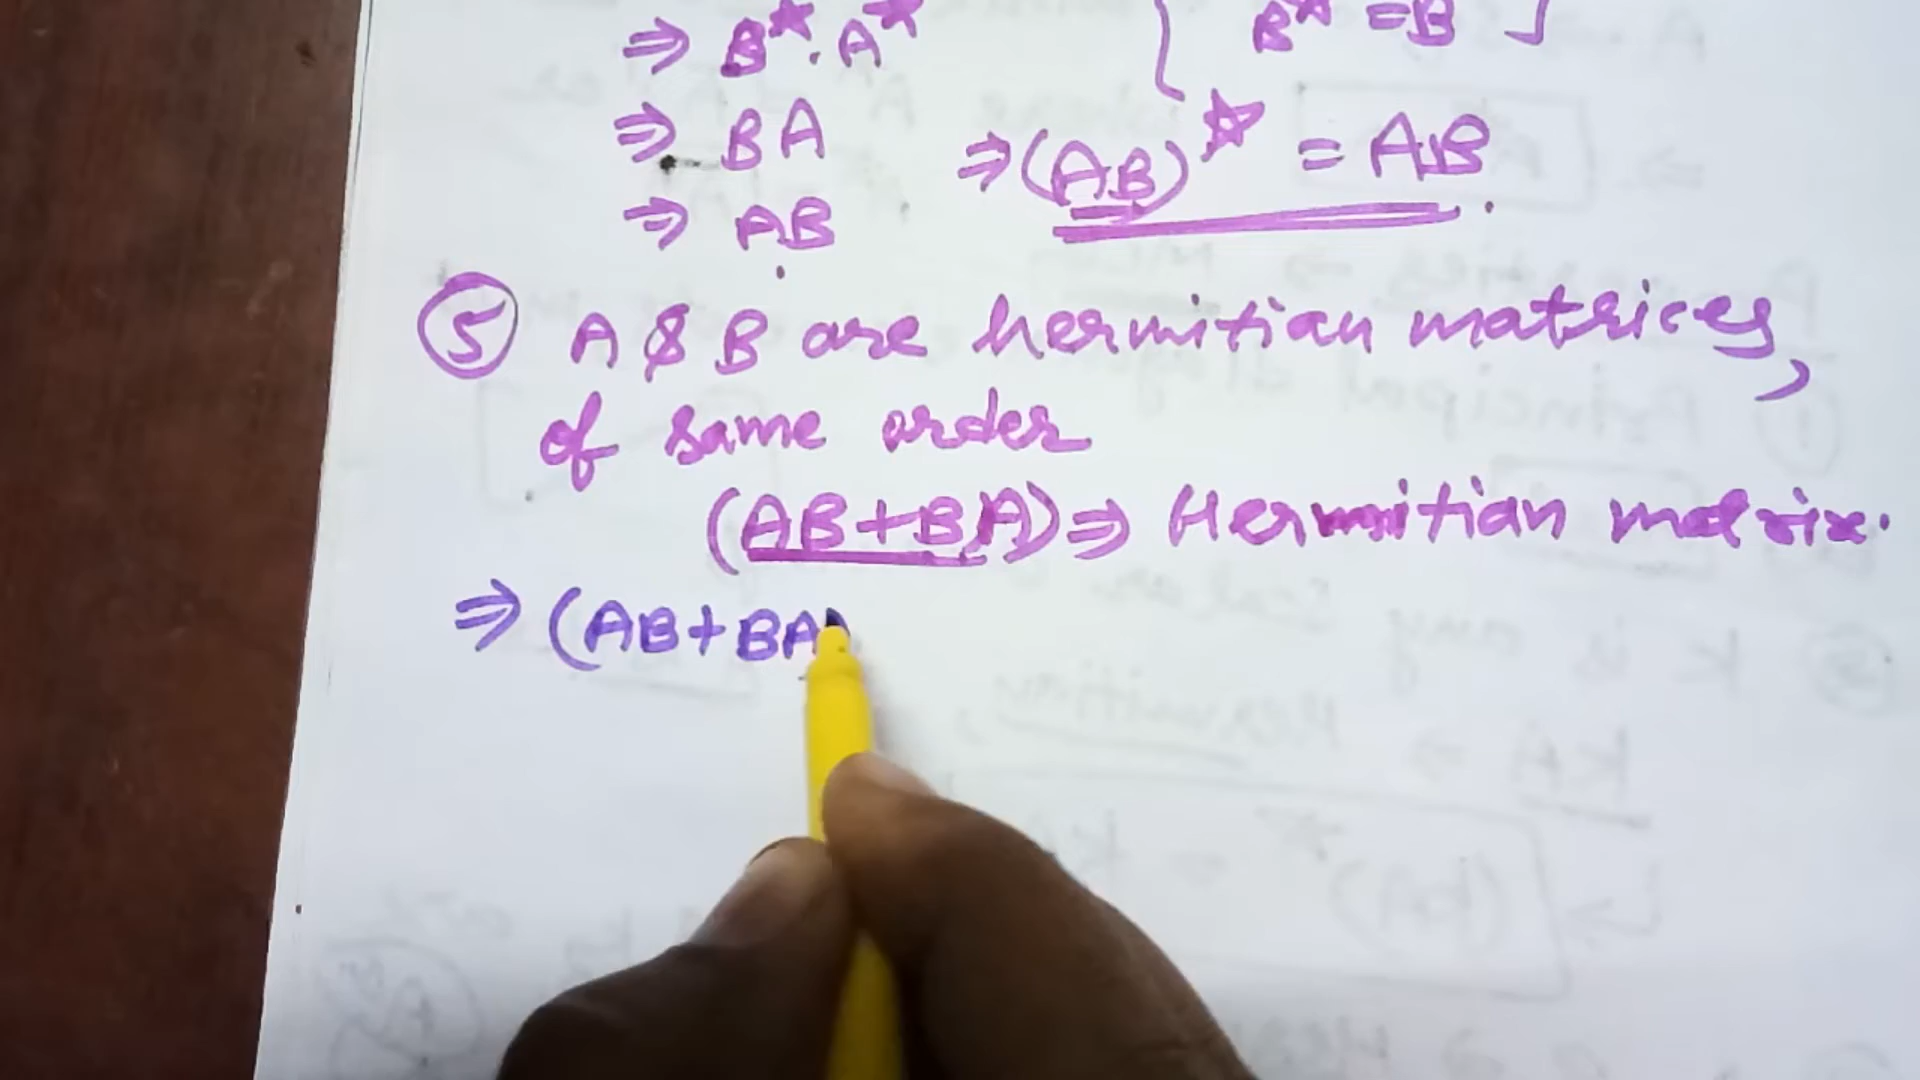 ⇒ B* . A* { B* = B }
⇒ BA ⇒ (AB)* = AB.
⇒ AB
⑤ A & B are hermitian matrices,
of same order
(AB+BA) ⇒ Hermitian matrix.
⇒ (AB+BA)